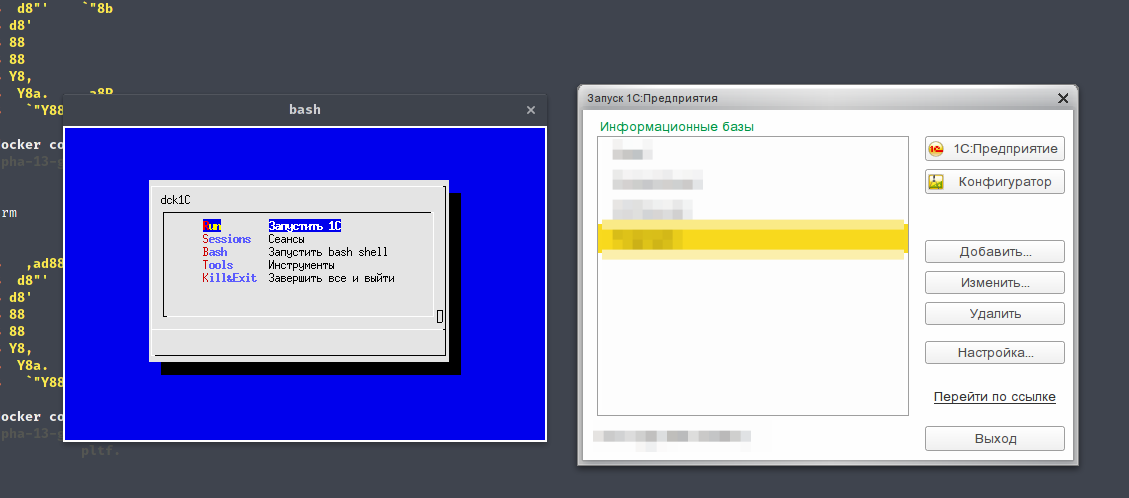 d8"' `"8b
d8'
88
88
Y8,
Y8a. a8P
`"Y88
ocker co
pha-13-
rm
,ad88
d8"'
d8'
88
88
Y8,
Y8a.
`"Y88
ocker co
pha-13-
pltf.
bash
dck1C
Run Запустить 1С
Sessions Сеансы
Bash Запустить bash shell
Tools Инструменты
Kill&Exit Завершить все и выйти
Запуск 1С:Предприятия
Информационные базы
1С:Предприятие
Конфигуратор
Добавить...
Изменить...
Удалить
Настройка...
Перейти по ссылке
Выход